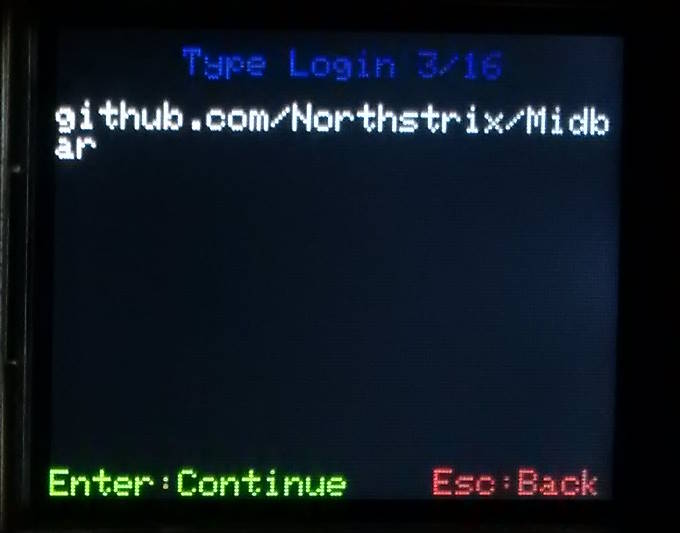 Type Login 3/16
github.com/Northstrix/Midb
ar
Enter:Continue Esc:Back